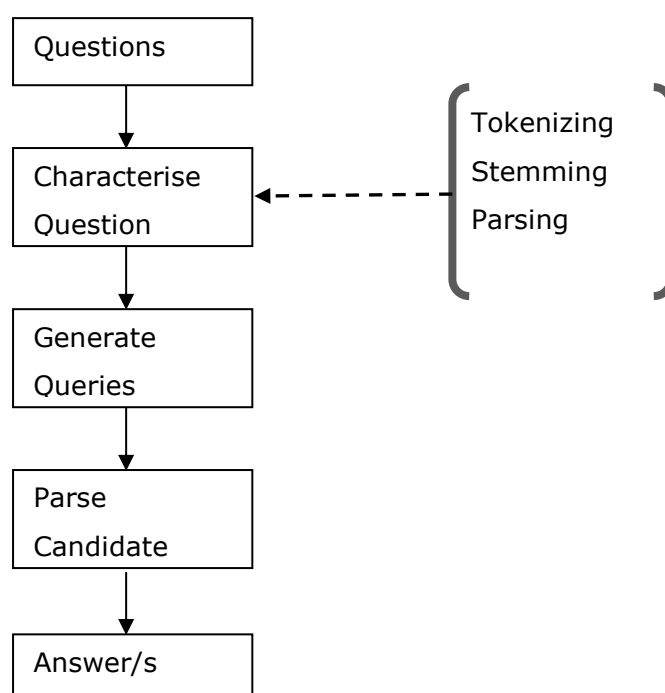 Questions
Characterise
Question
Tokenizing
Stemming
Parsing
Generate
Queries
Parse
Candidate
Answer/s